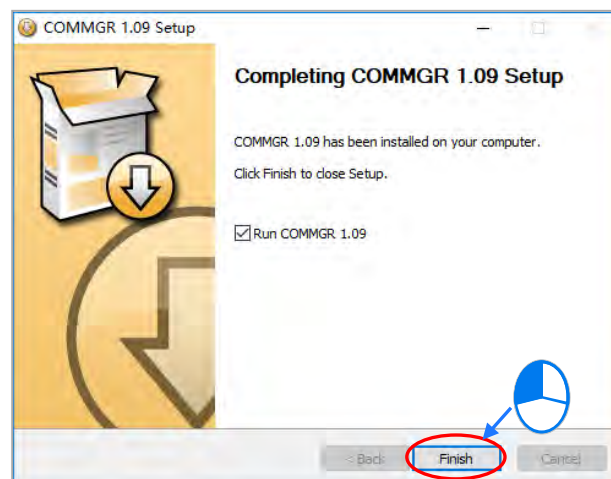 COMMGR 1.09 Setup
Completing COMMGR 1.09 Setup
COMMGR 1.09 has been installed on your computer.
Click Finish to close Setup.
Run COMMGR 1.09
< Back
Finish
Cancel